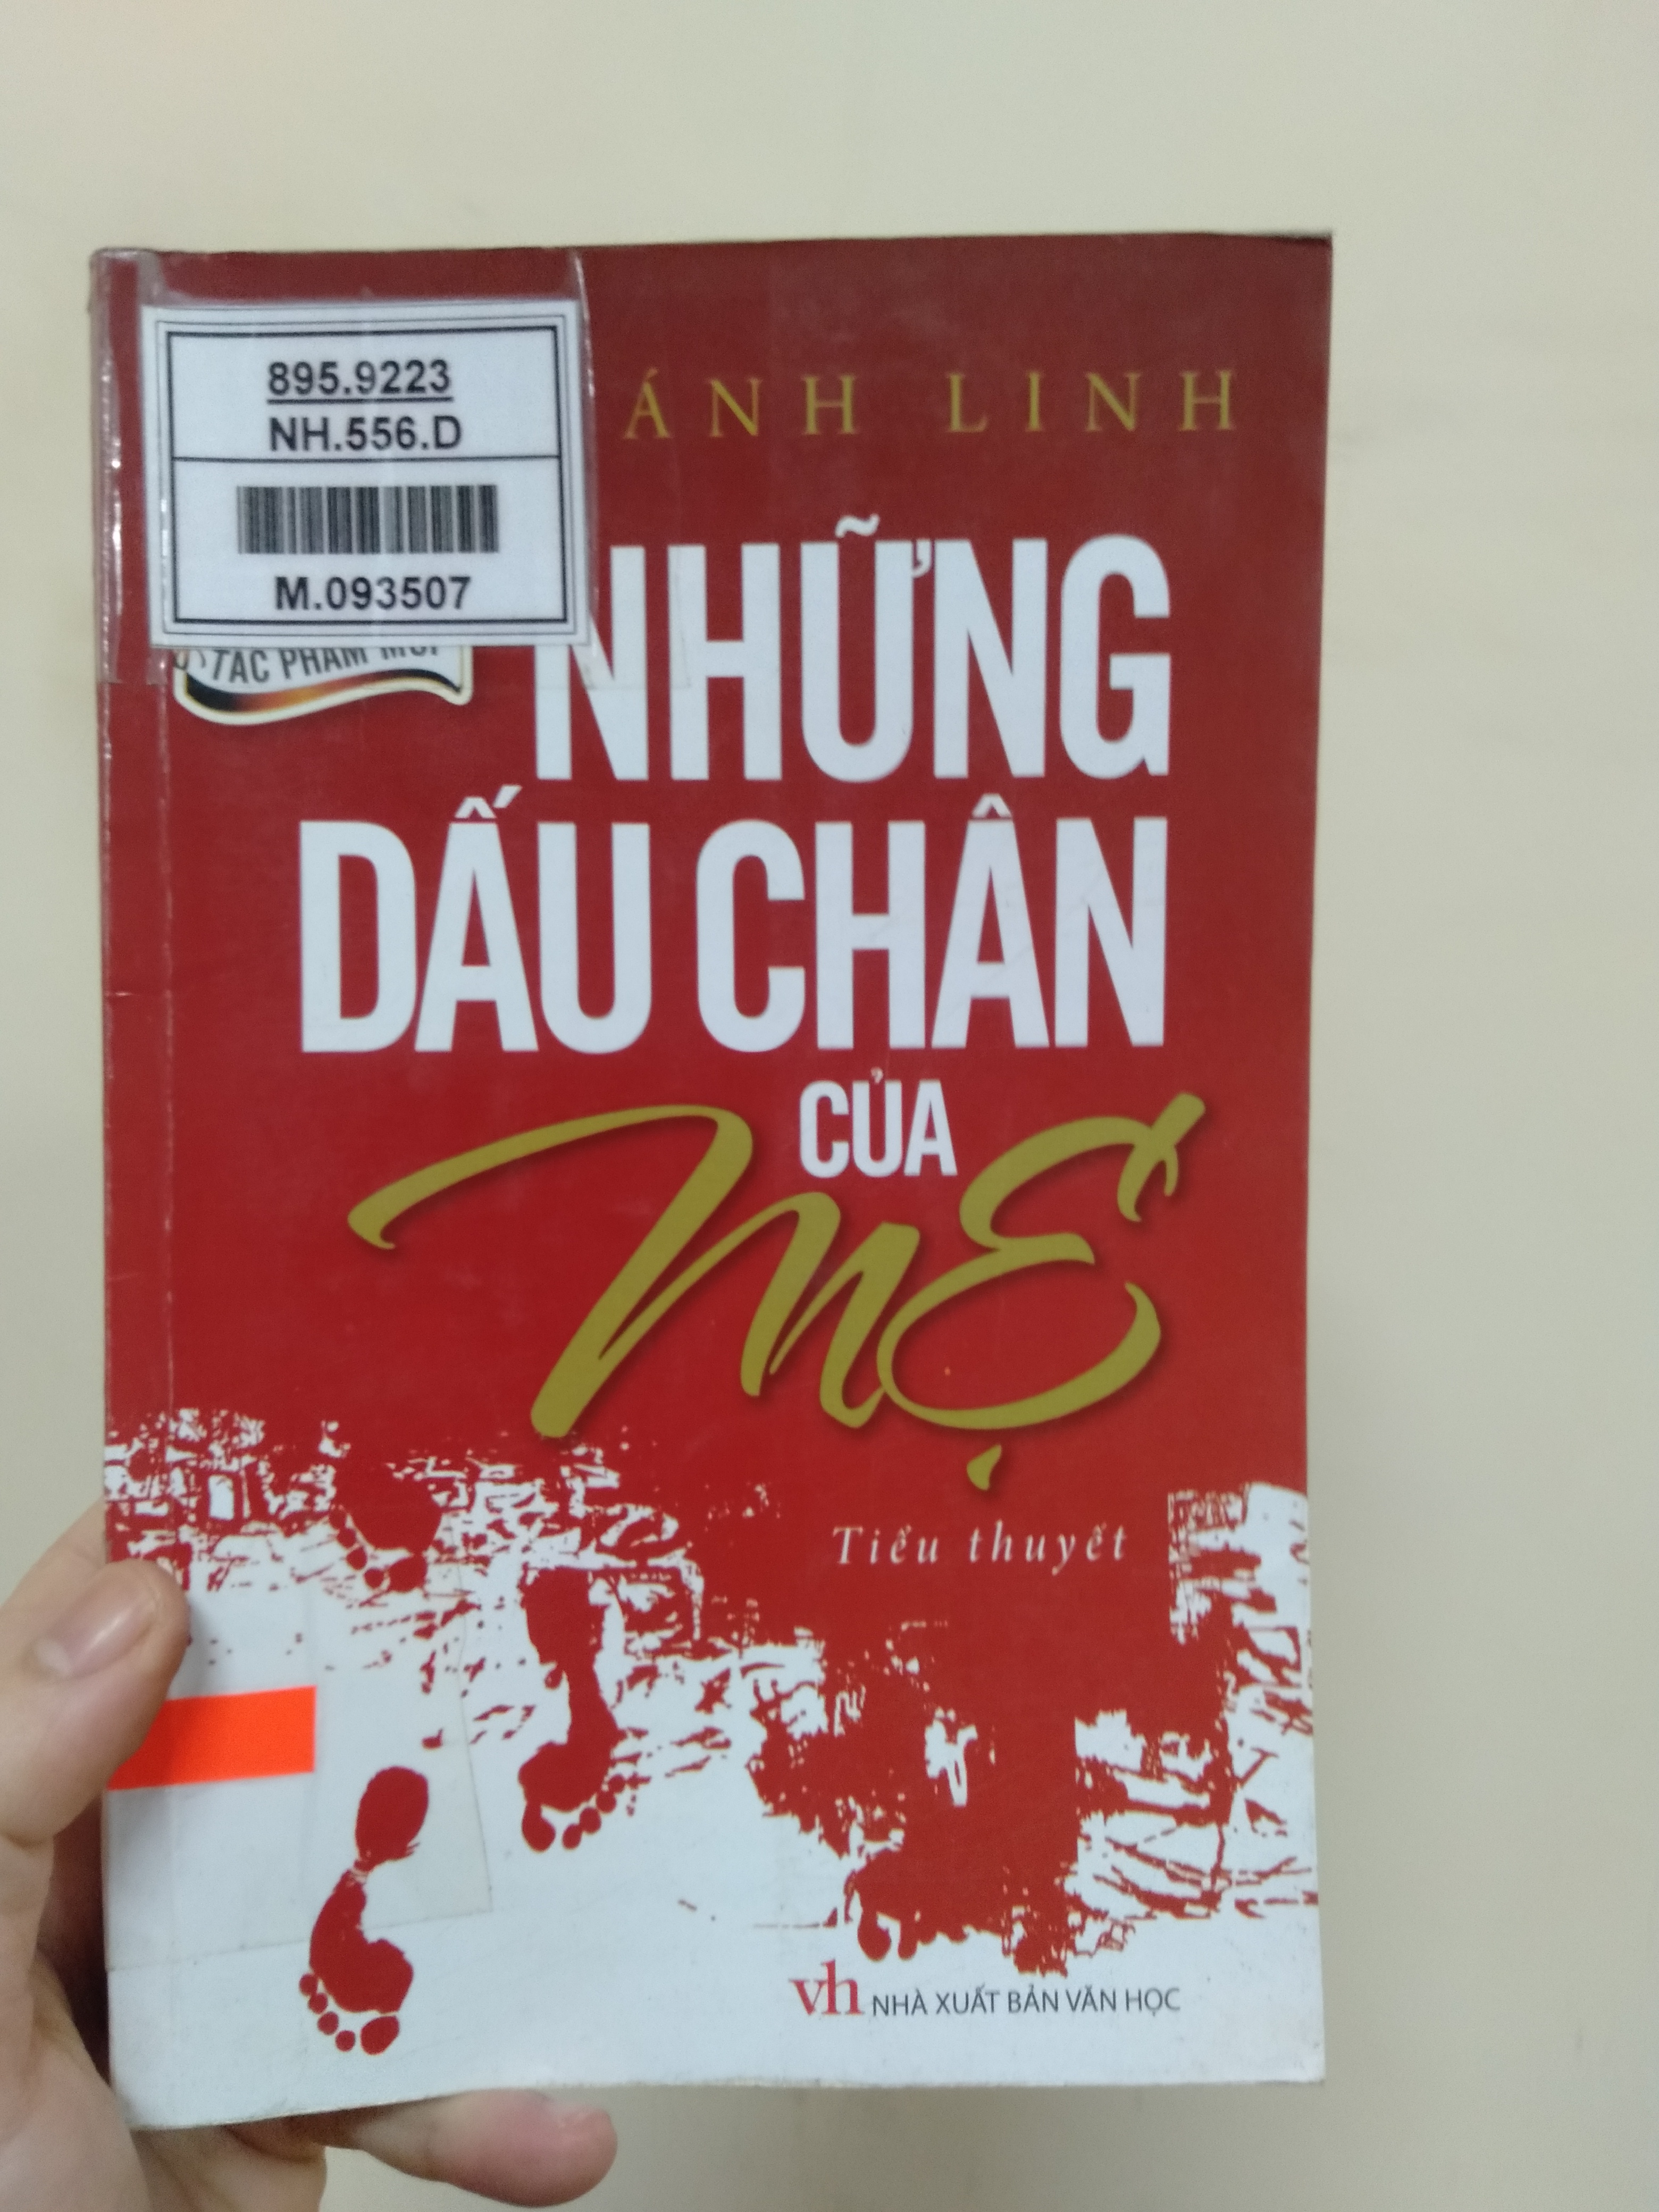 895.9223
NH.556.D
M.093507
ÁNH LINH
TÁC PHẨM MỚI
NHỮNG
DẤU CHÂN
CỦA
MẸ
Tiểu thuyết
vh NHÀ XUẤT BẢN VĂN HỌC